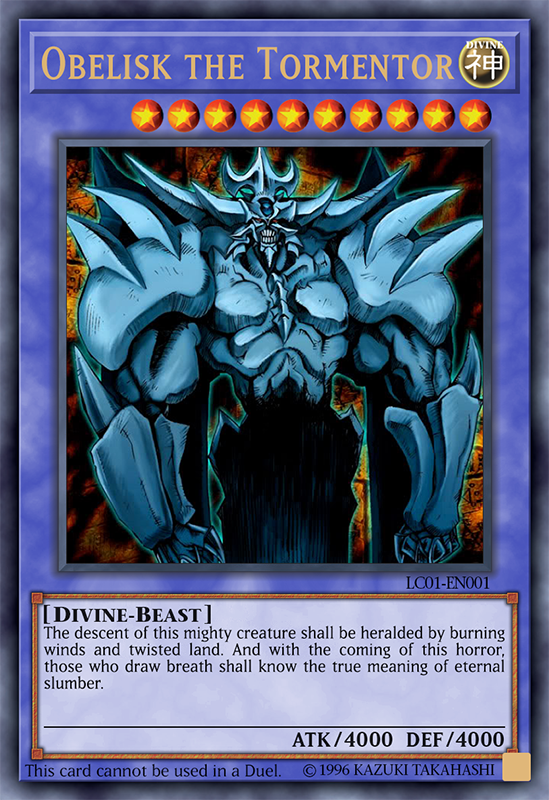 OBELISK THE TORMENTOR
DIVINE
神
LC01-EN001
[DIVINE-BEAST]
The descent of this mighty creature shall be heralded by burning
winds and twisted land. And with the coming of this horror,
those who draw breath shall know the true meaning of eternal
slumber.
ATK/4000 DEF/4000
This card cannot be used in a Duel. ©1996 KAZUKI TAKAHASHI